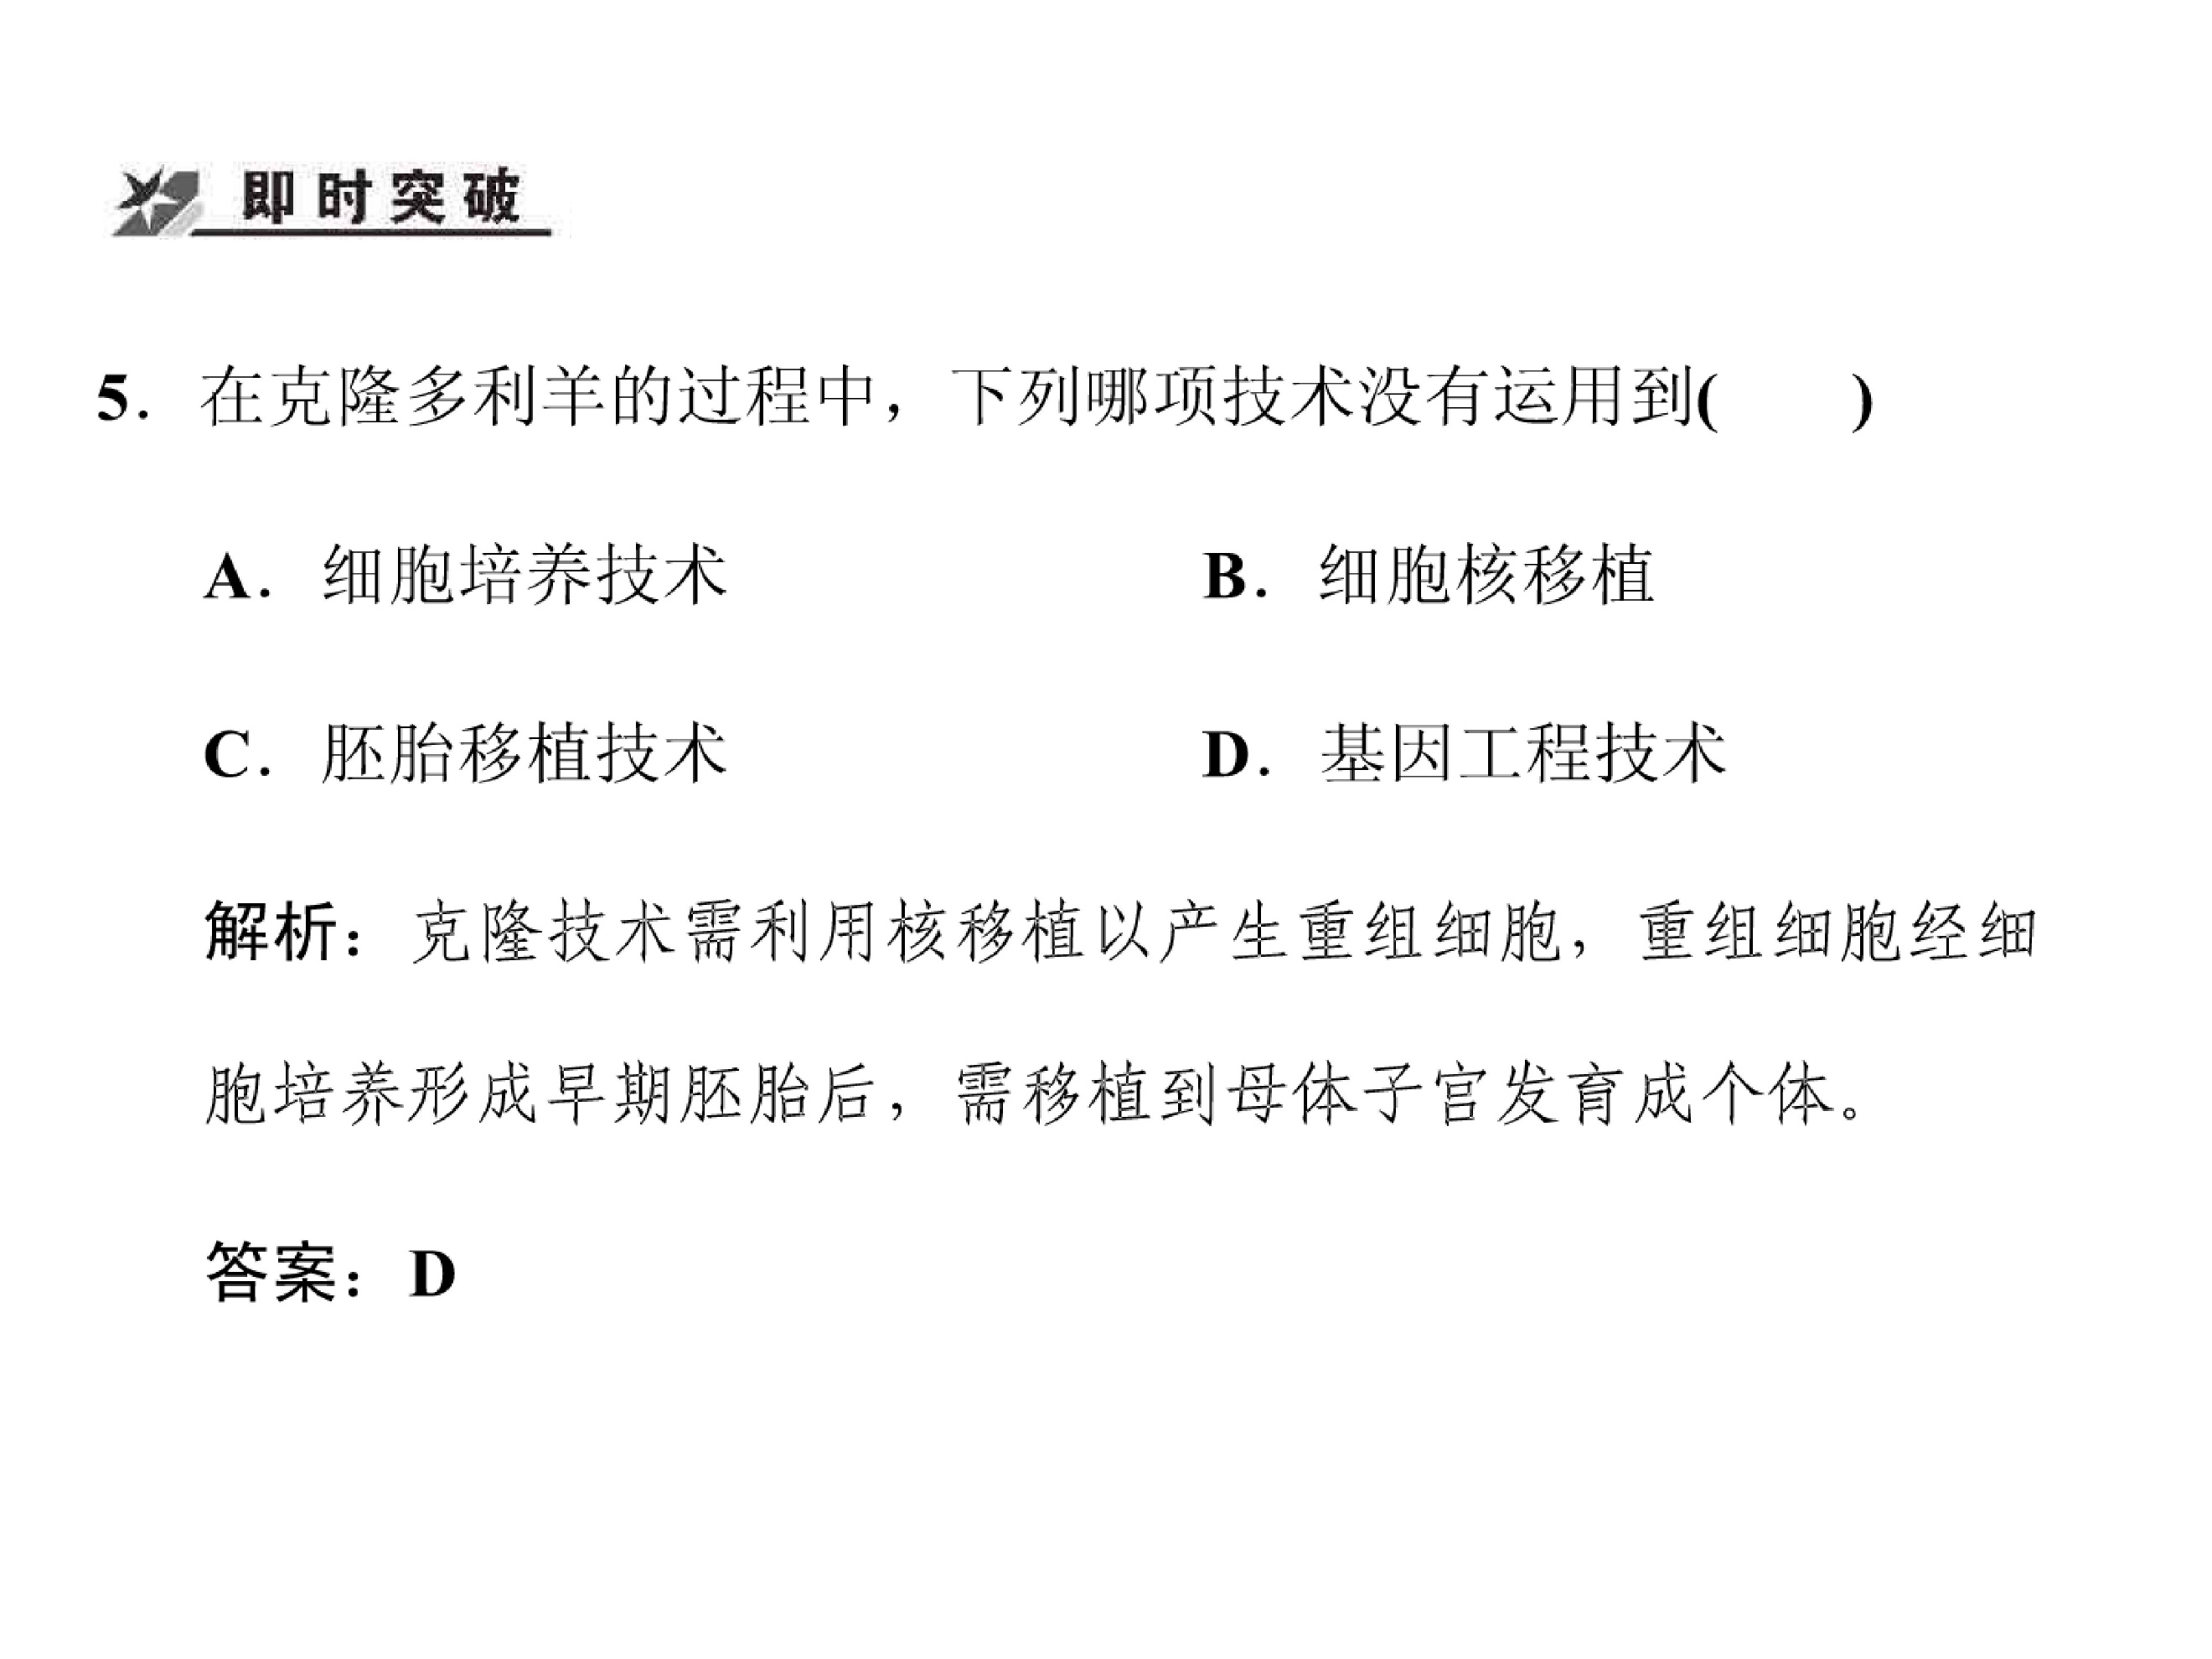 即时突破
5. 在克隆多利羊的过程中，下列哪项技术没有运用到(　　)
A. 细胞培养技术　　B. 细胞核移植
C. 胚胎移植技术　　D. 基因工程技术
解析：克隆技术需利用核移植以产生重组细胞，重组细胞经细
胞培养形成早期胚胎后，需移植到母体子宫发育成个体。
答案：D